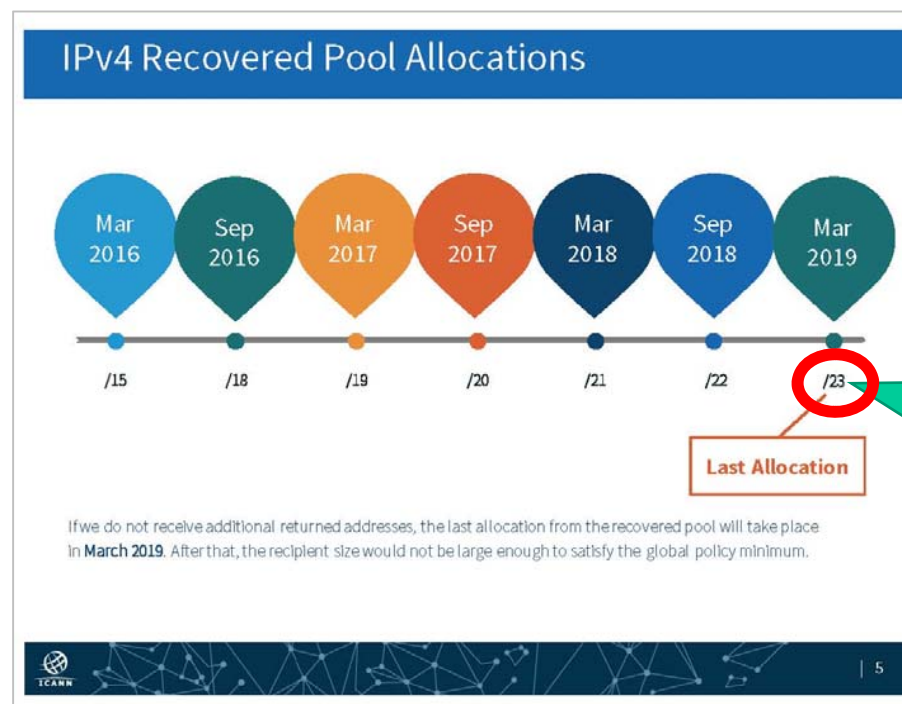 IPv4 Recovered Pool Allocations
Mar
2016
Sep
2016
Mar
2017
Sep
2017
Mar
2018
Sep
2018
Mar
2019
/15
/18
/19
/20
/21
/22
/23
Last Allocation
If we do not receive additional returned addresses, the last allocation from the recovered pool will take place
in March 2019. After that, the recipient size would not be large enough to satisfy the global policy minimum.
ICANN
| 5